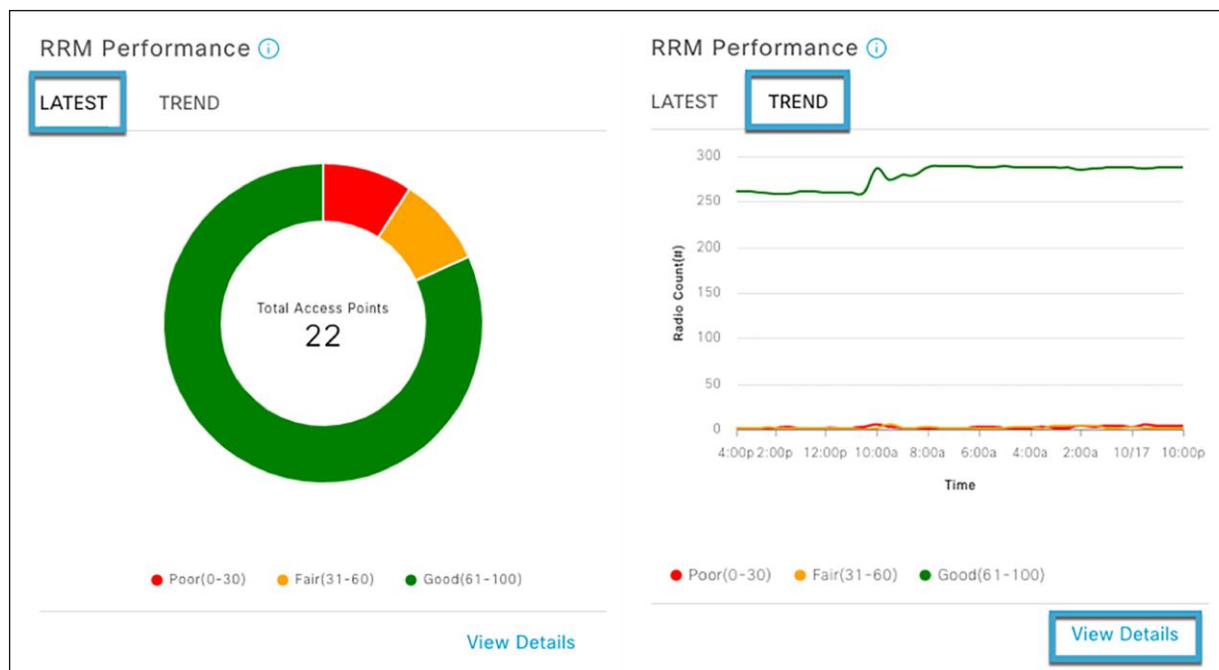 RRM Performance
LATEST TREND
Total Access Points
22
Poor(0-30) Fair(31-60) Good(61-100)
View Details
RRM Performance
LATEST TREND
300
250
200
150
100
50
0
Radio Count(#)
4:00p 2:00p 12:00p 10:00a 8:00a 6:00a 4:00a 2:00a 10/17 10:00p
Time
Poor(0-30) Fair(31-60) Good(61-100)
View Details